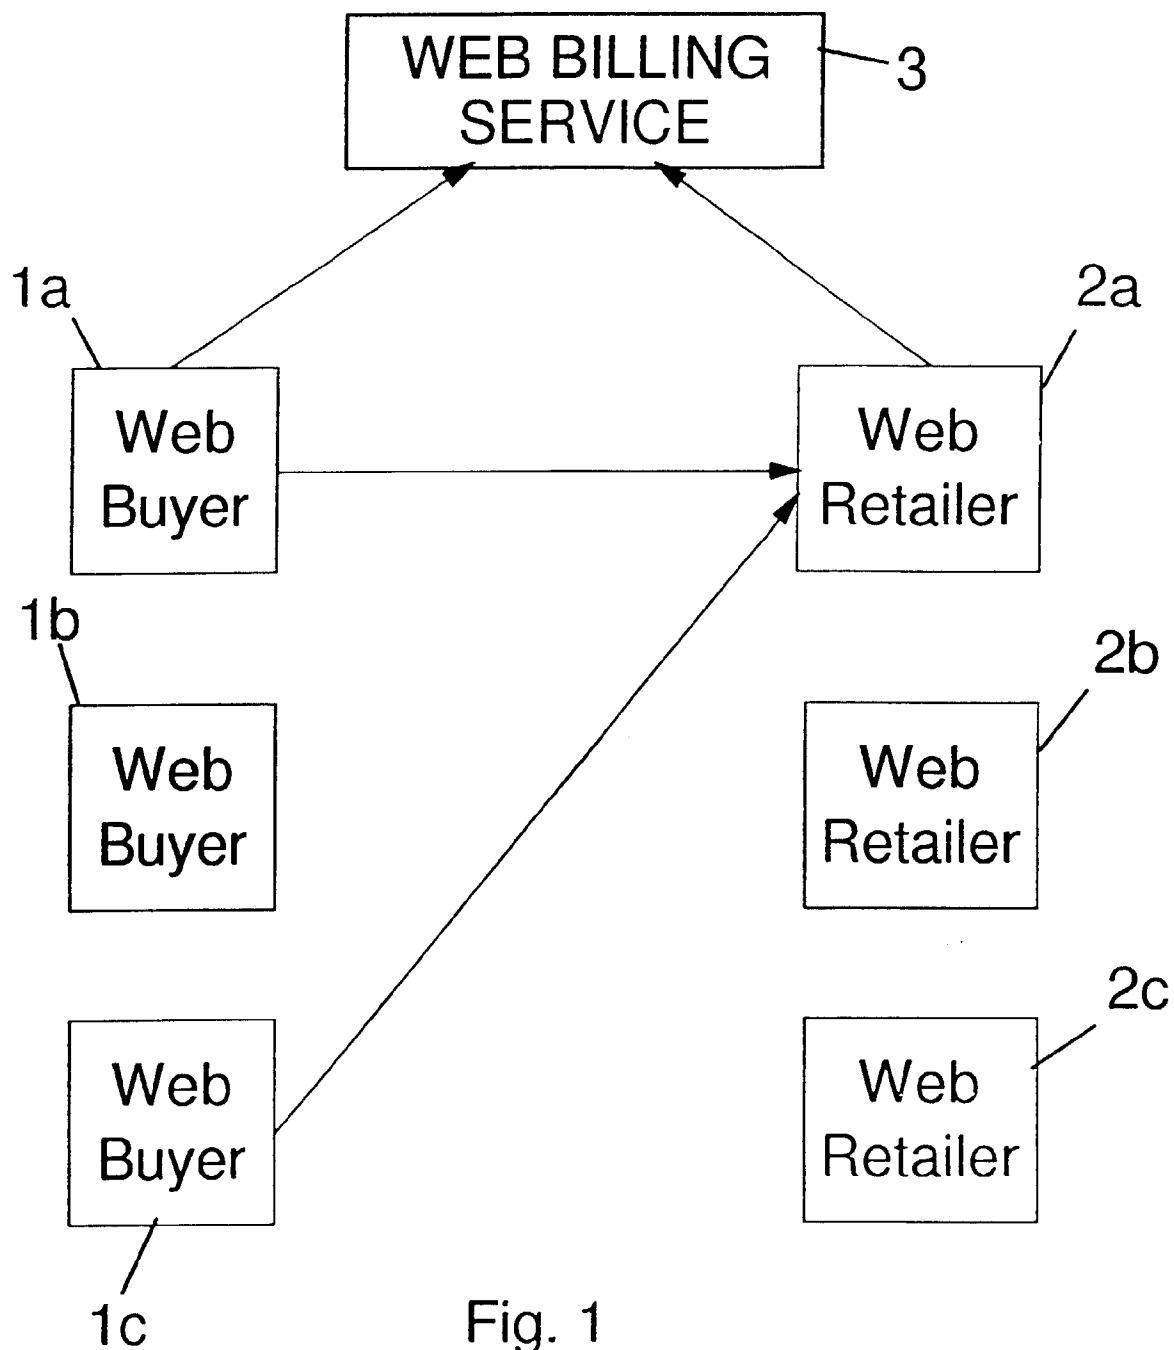 WEB BILLING
SERVICE
3
1a
2a
Web
Buyer
Web
Retailer
1b
2b
Web
Buyer
Web
Retailer
2c
Web
Buyer
Web
Retailer
1c
Fig. 1